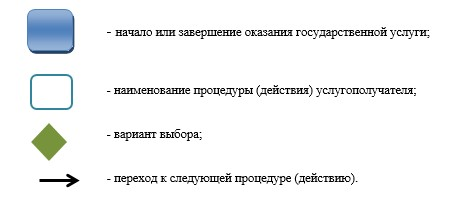 - начало или завершение оказания государственной услуги;
- наименование процедуры (действия) услугополучателя;
- вариант выбора;
- переход к следующей процедуре (действию).